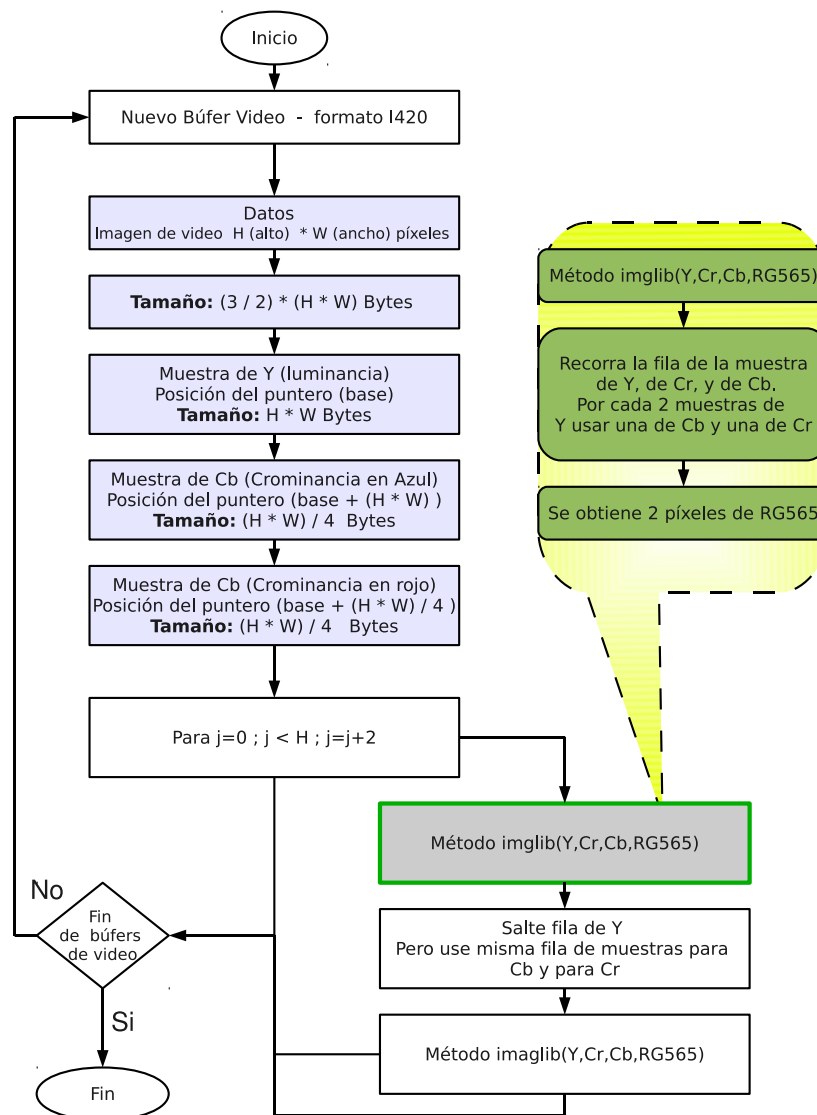 Inicio
Nuevo Búfer Video - formato I420
Datos
Imagen de video H (alto) * W (ancho) píxeles
Tamaño: (3 / 2) * (H * W) Bytes
Muestra de Y (luminancia)
Posición del puntero (base)
Tamaño: H * W Bytes
Muestra de Cb (Crominancia en Azul)
Posición del puntero (base + (H * W) )
Tamaño: (H * W) / 4 Bytes
Muestra de Cb (Crominancia en rojo)
Posición del puntero (base + (H * W) / 4 )
Tamaño: (H * W) / 4 Bytes
Para j=0 ; j < H ; j=j+2
Método imglib(Y,Cr,Cb,RG565)
Recorra la fila de la muestra
de Y, de Cr, y de Cb.
Por cada 2 muestras de
Y usar una de Cb y una de Cr
Se obtiene 2 píxeles de RG565
Método imglib(Y,Cr,Cb,RG565)
Salte fila de Y
Pero use misma fila de muestras para
Cb y para Cr
Método imaglib(Y,Cr,Cb,RG565)
No
Fin
de búfers
de video
Si
Fin